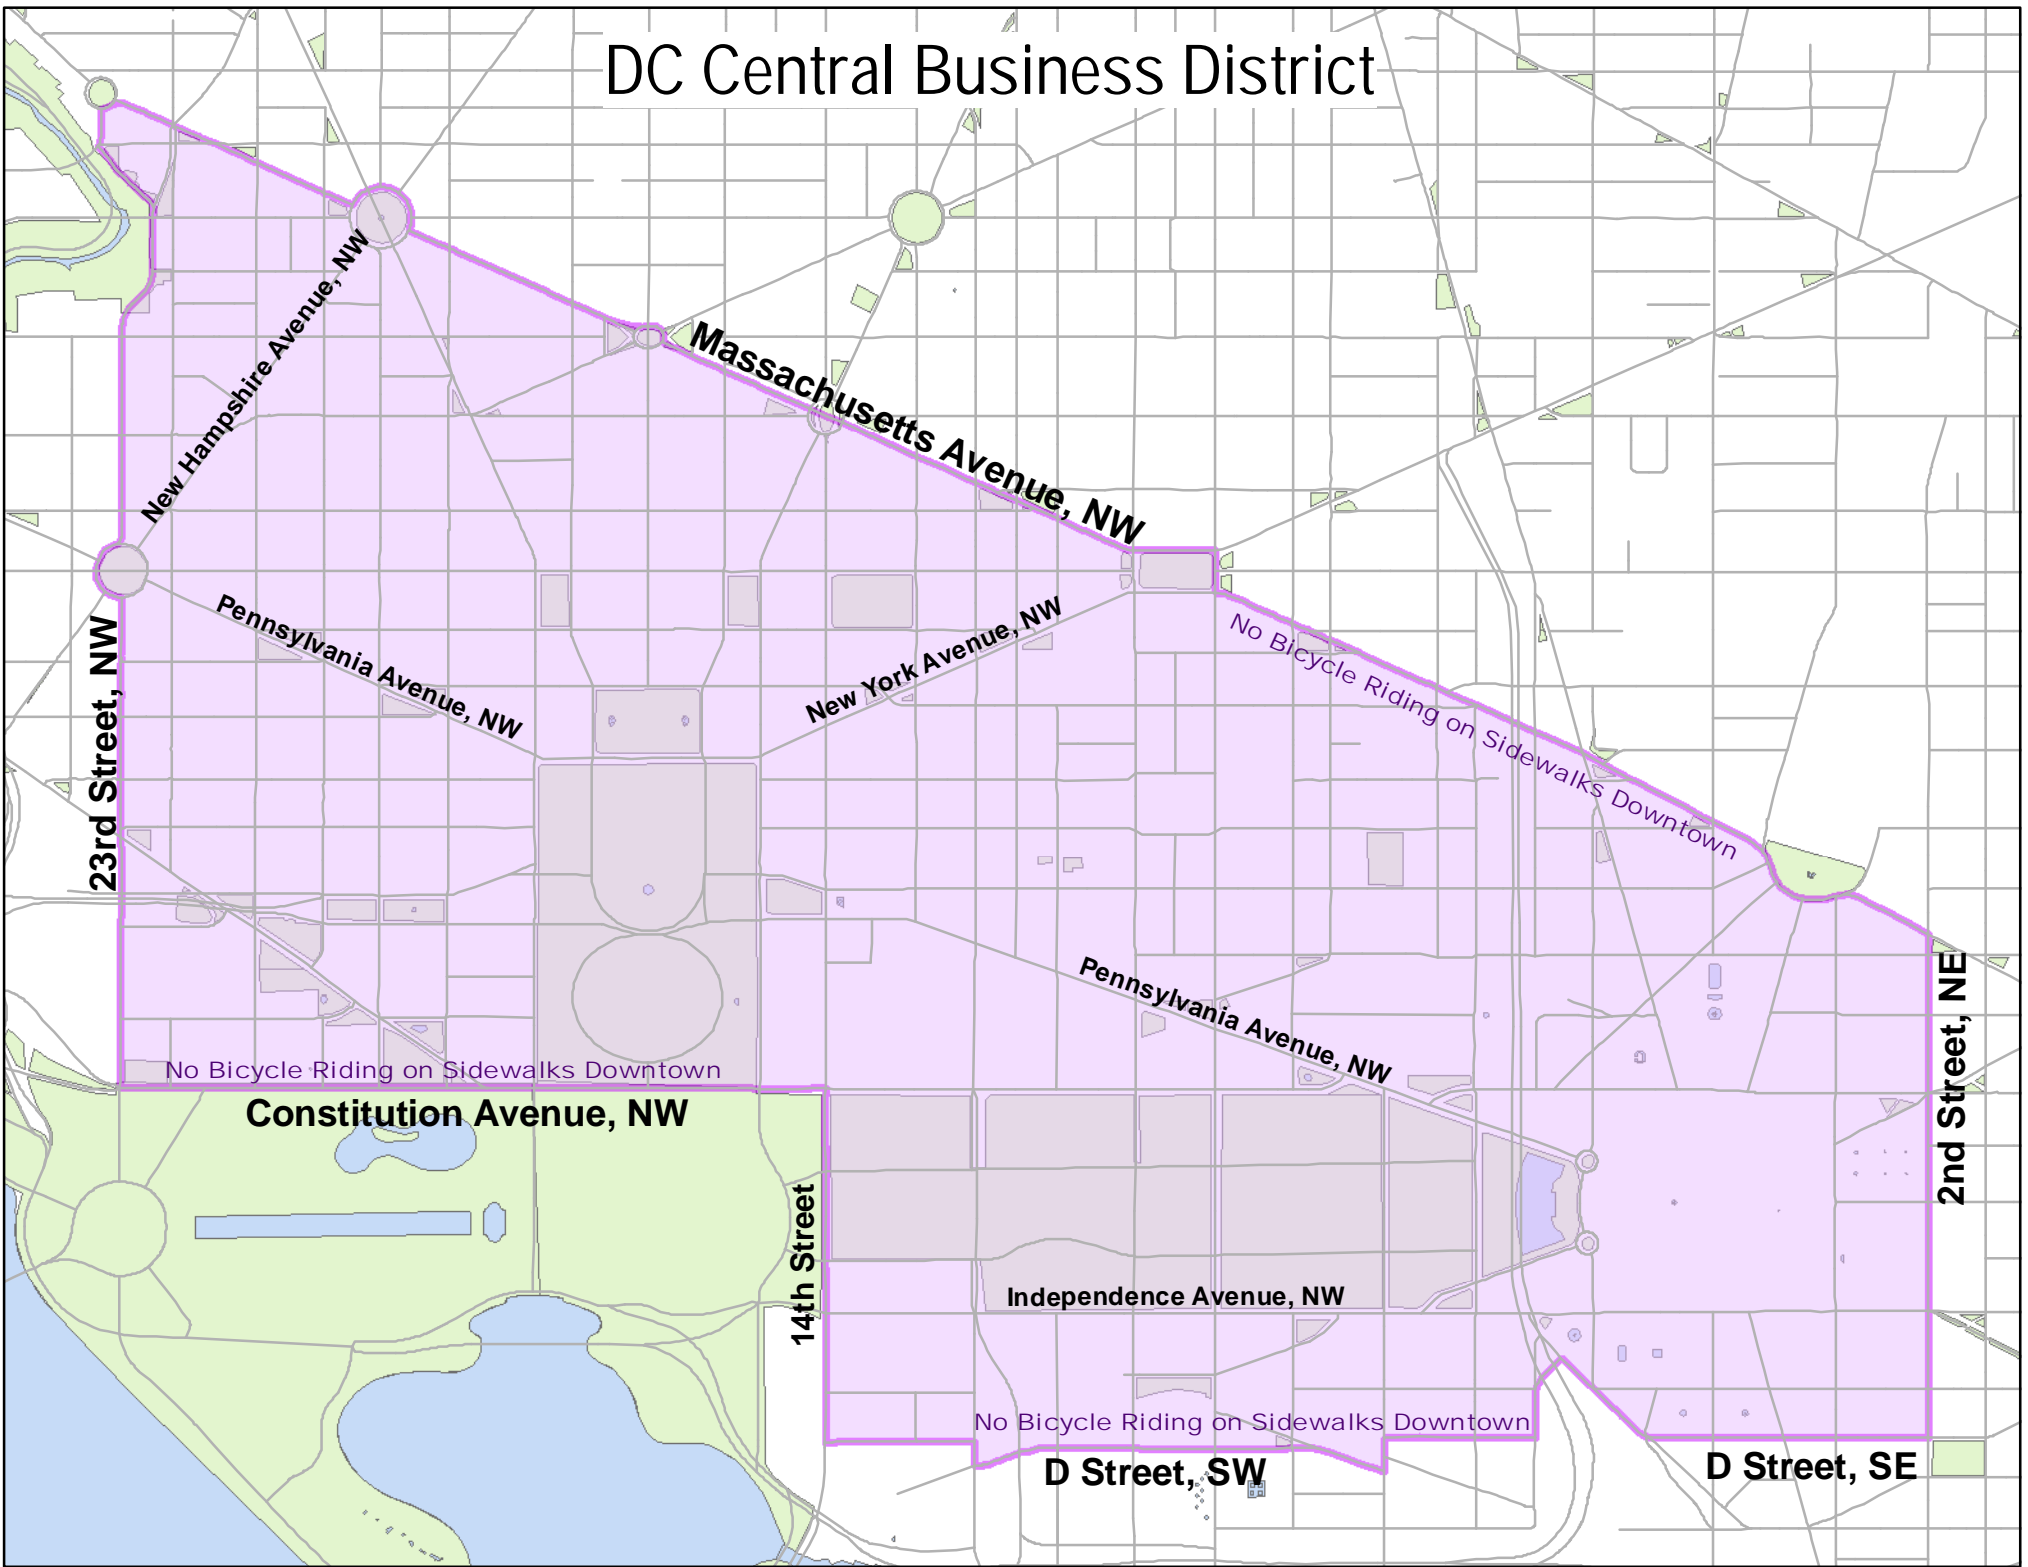 DC Central Business District
New Hampshire Avenue, NW
Massachusetts Avenue, NW
Pennsylvania Avenue, NW
New York Avenue, NW
No Bicycle Riding on Sidewalks Downtown
23rd Street, NW
Pennsylvania Avenue, NW
2nd Street, NE
No Bicycle Riding on Sidewalks Downtown
Constitution Avenue, NW
14th Street
Independence Avenue, NW
No Bicycle Riding on Sidewalks Downtown
D Street, SW
D Street, SE